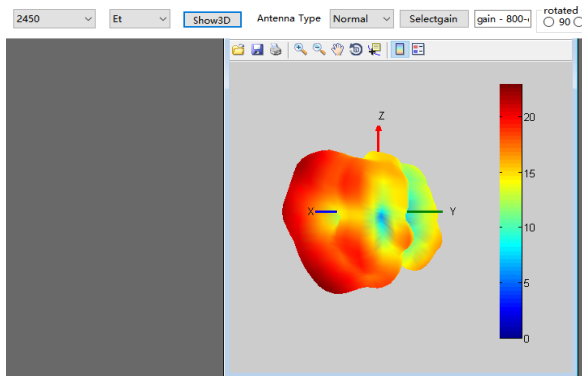 rotated
2450 Et Show3D Antenna Type Normal Selectgain gain - 800- 90
Z
20
15
X Y
10
5
0